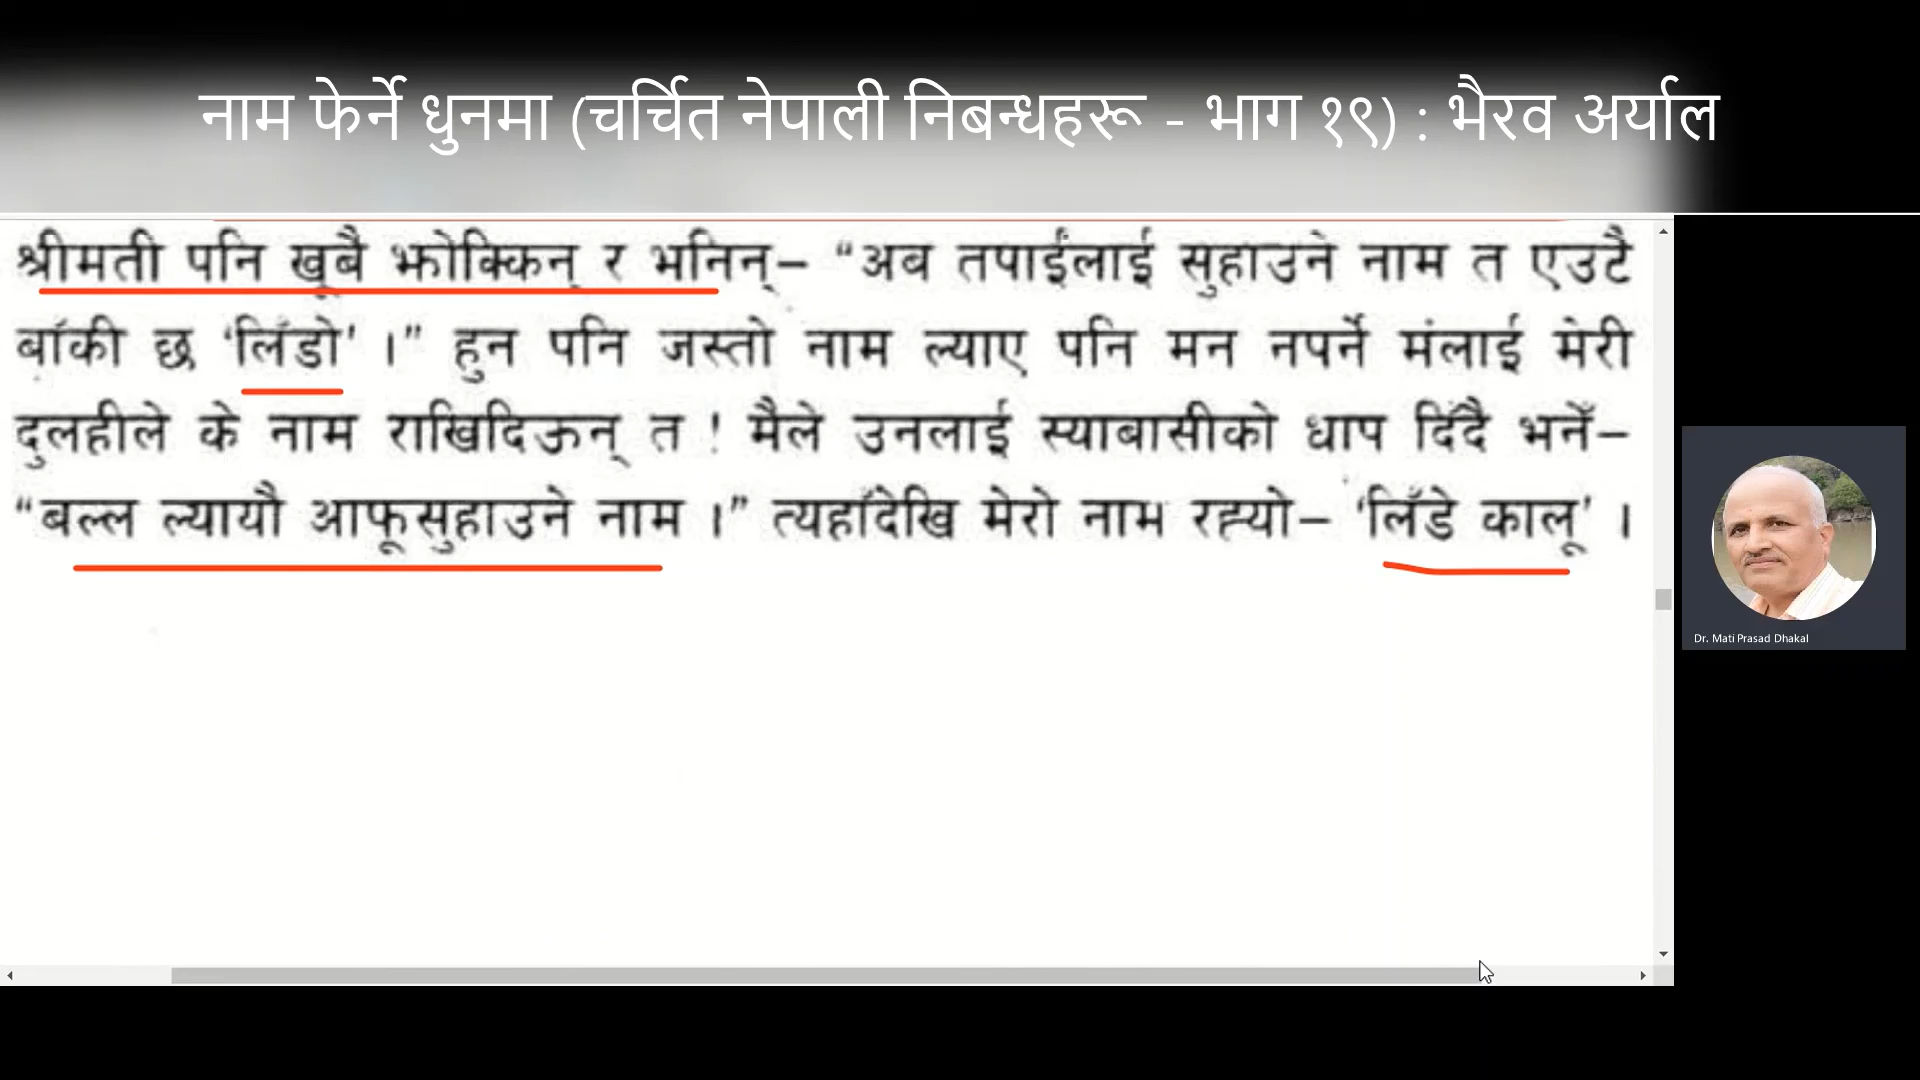 नाम फेर्ने धुनमा (चर्चित नेपाली निबन्धहरू - भाग १९) : भैरव अर्याल
श्रीमती पनि खूबै झोक्किन् र भनिन्– “अब तपाईंलाई सुहाउने नाम त एउटै
बाँकी छ ‘लिँडो’ ।” हुन पनि जस्तो नाम ल्याए पनि मन नपर्ने मंलाई मेरी
दुलहीले के नाम राखिदिऊन् त ! मैले उनलाई स्याबासीको धाप दिँदै भनेँ–
“बल्ल ल्यायौ आफूसुहाउने नाम ।” त्यहाँदेखि मेरो नाम रह्यो– ‘लिँडे कालू’ ।
Dr. Mati Prasad Dhakal